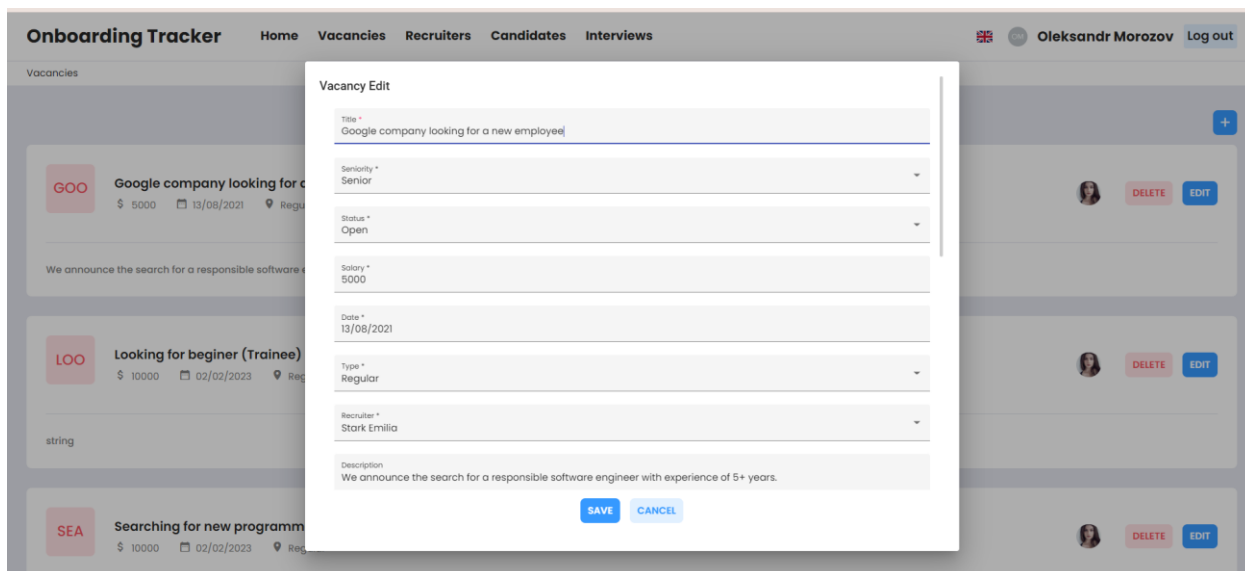 Onboarding Tracker Home Vacancies Recruiters Candidates Interviews OM Oleksandr Morozov Log out
Vacancies
Vacancy Edit
Title *
Google company looking for a new employee
Seniority *
Senior
Status *
Open
Salary *
5000
Date *
13/08/2021
Type *
Regular
Recruiter *
Stark Emilia
Description
We announce the search for a responsible software engineer with experience of 5+ years.
SAVE CANCEL
+
GOO Google company looking for
$ 5000 13/08/2021 DELETE EDIT
We announce the search for a responsible software
LOO Looking for beginer (Trainee)
$ 10000 02/02/2023 DELETE EDIT
string
SEA Searching for new
$ 10000 02/02/2023 DELETE EDIT